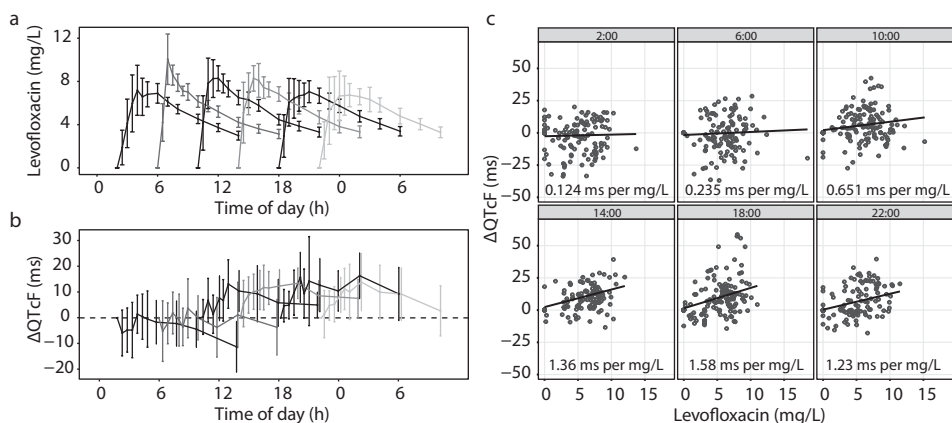 a
Levofloxacin (mg/L)
12
8
4
0
0 6 12 18 0 6
Time of day (h)
b
ΔQTcF (ms)
30
20
10
0
−10
−20
0 6 12 18 0 6
Time of day (h)
c
ΔQTcF (ms)
2:00 6:00 10:00
50
25
0
−25
−50
0.124 ms per mg/L 0.235 ms per mg/L 0.651 ms per mg/L
14:00 18:00 22:00
50
25
0
−25
−50
1.36 ms per mg/L 1.58 ms per mg/L 1.23 ms per mg/L
0 5 10 15 0 5 10 15 0 5 10 15
Levofloxacin (mg/L)